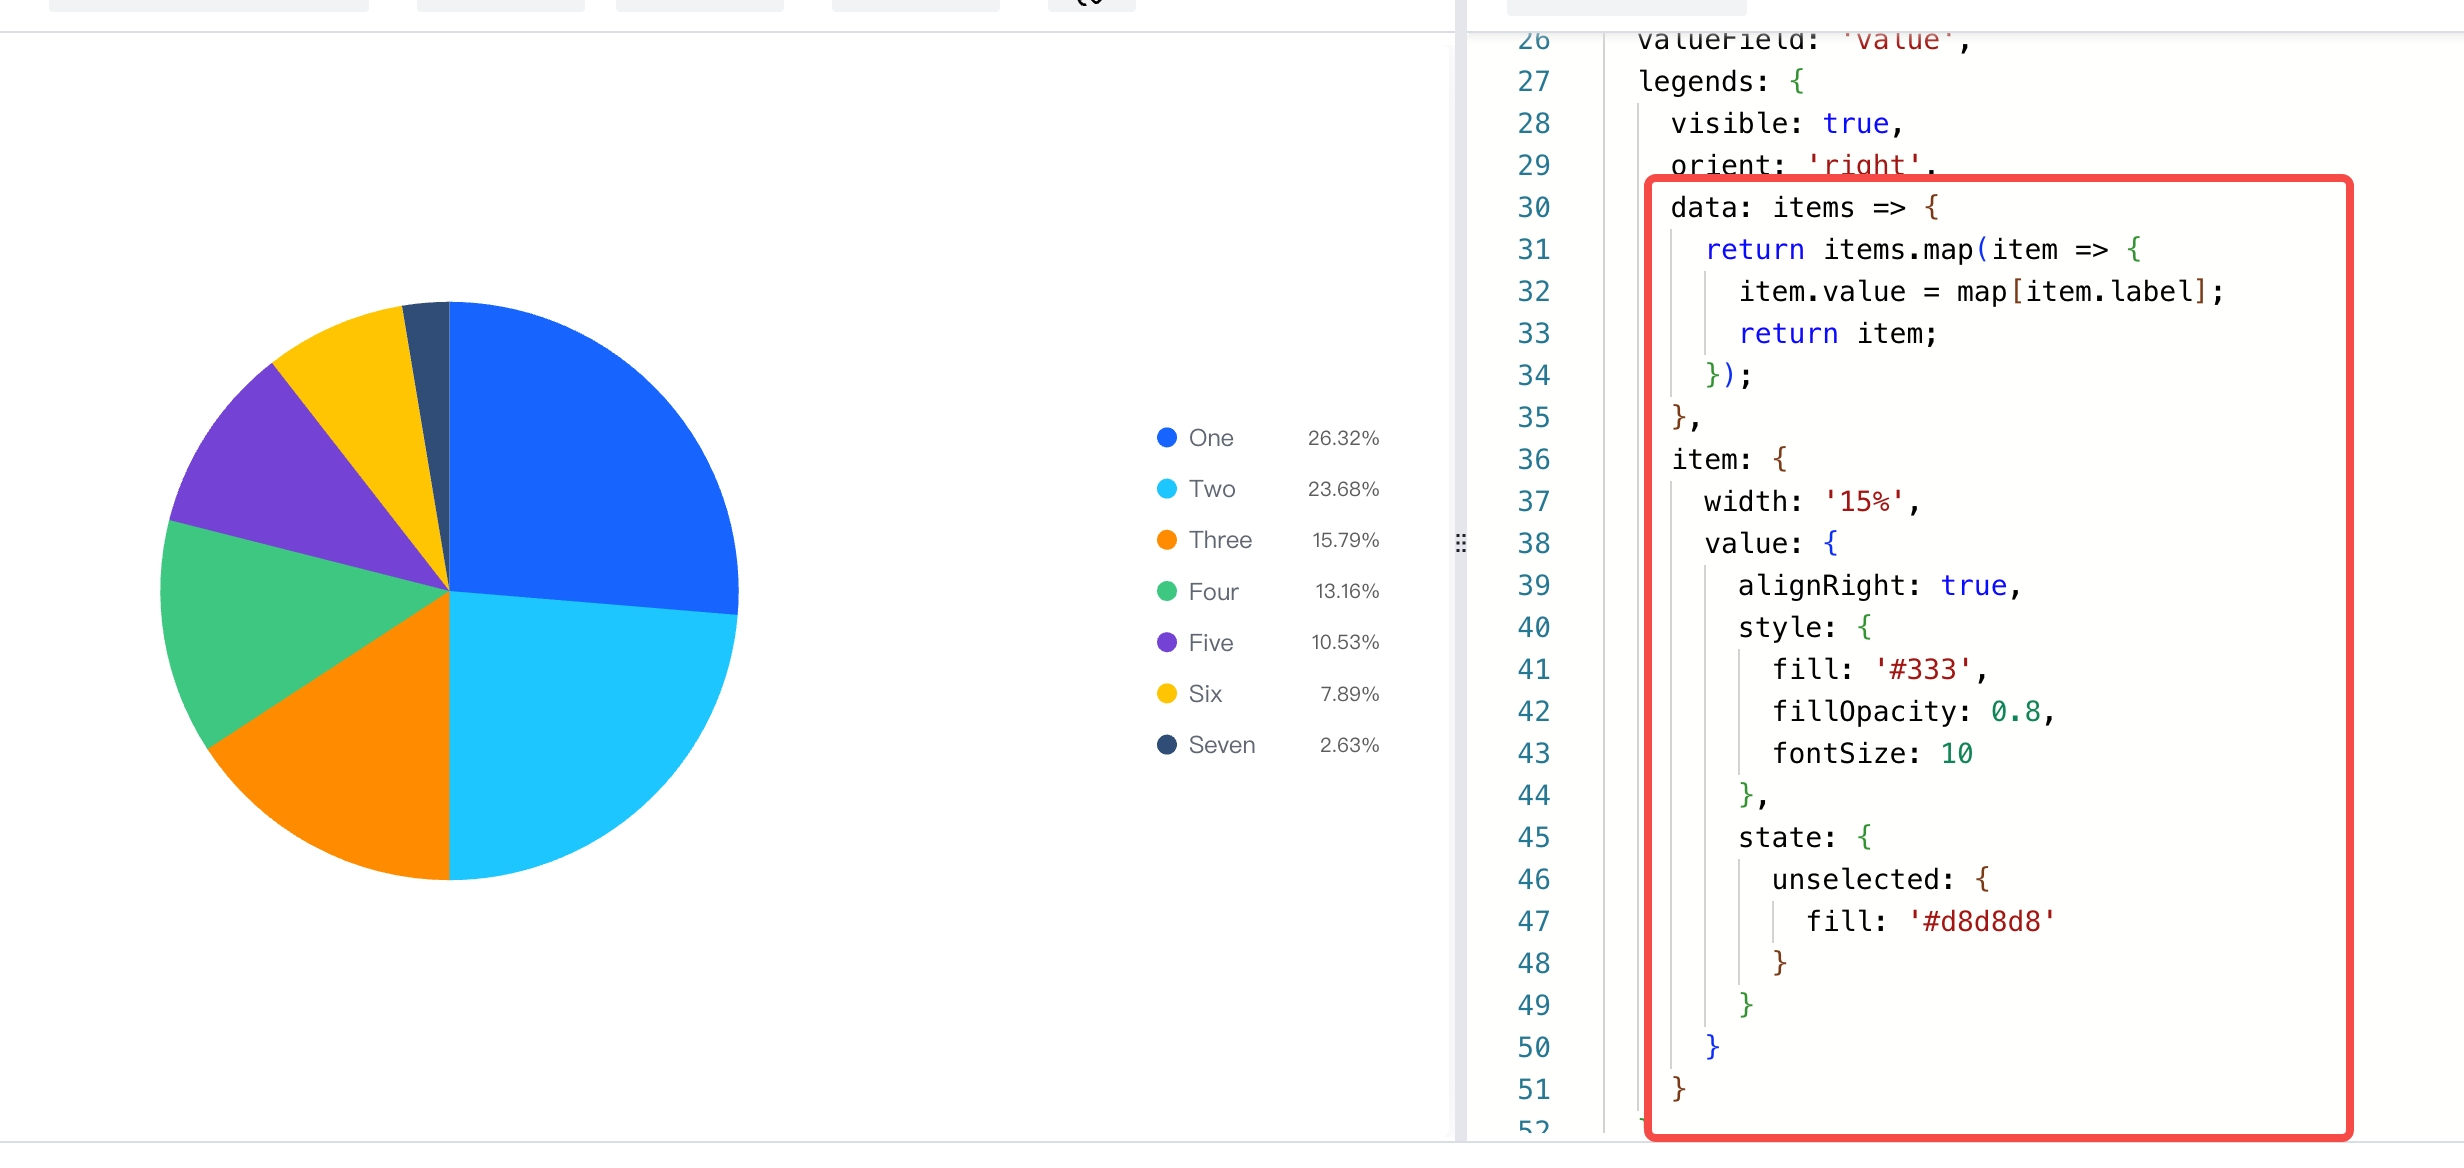 One 26.32%
Two 23.68%
Three 15.79%
Four 13.16%
Five 10.53%
Six 7.89%
Seven 2.63%
26 valueField: 'value',
27 legends: {
28 visible: true,
29 orient: 'right',
30 data: items => {
31 return items.map(item => {
32 item.value = map[item.label];
33 return item;
34 });
35 },
36 item: {
37 width: '15%',
38 value: {
39 alignRight: true,
40 style: {
41 fill: '#333',
42 fillOpacity: 0.8,
43 fontSize: 10
44 },
45 state: {
46 unselected: {
47 fill: '#d8d8d8'
48 }
49 }
50 }
51 }
52